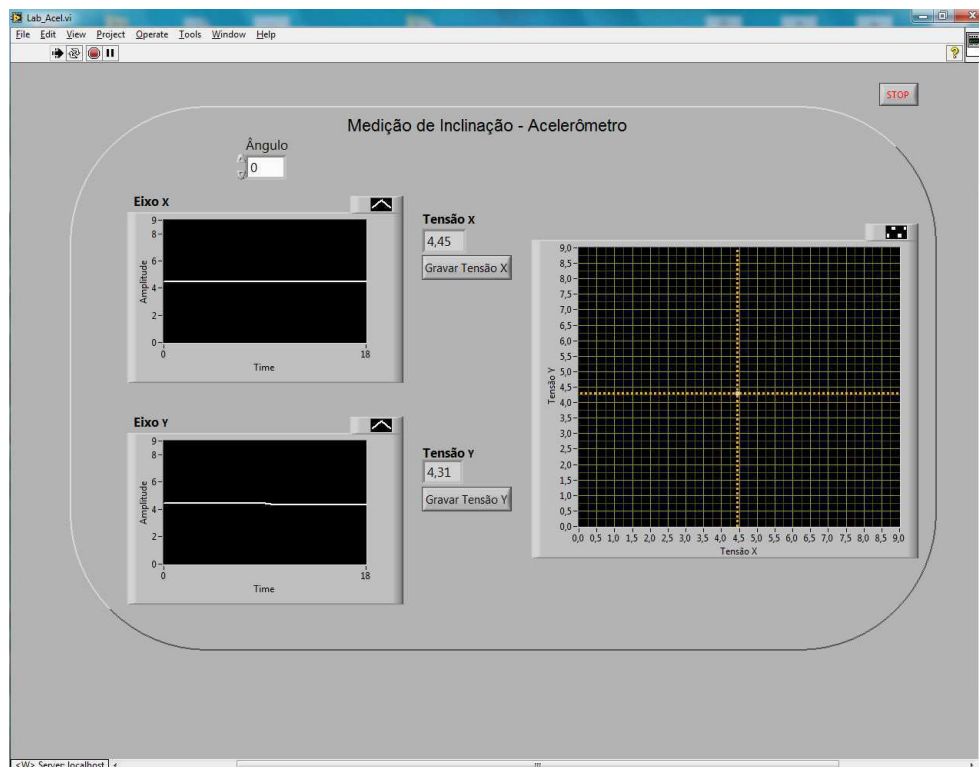 Lab_Acel.vi
File Edit View Project Operate Tools Window Help
STOP
Medição de Inclinação - Acelerômetro
Ângulo
0
Eixo X
9
8
6
4
2
0
Amplitude
0 18
Time
Tensão X
4,45
Gravar Tensão X
Eixo Y
9
8
6
4
2
0
Amplitude
0 18
Time
Tensão Y
4,31
Gravar Tensão Y
9,0
8,5
8,0
7,5
7,0
6,5
6,0
5,5
5,0
4,5
4,0
3,5
3,0
2,5
2,0
1,5
1,0
0,5
0,0
Tensão Y
0,0 0,5 1,0 1,5 2,0 2,5 3,0 3,5 4,0 4,5 5,0 5,5 6,0 6,5 7,0 7,5 8,0 8,5 9,0
Tensão X
<W> Server: localhost